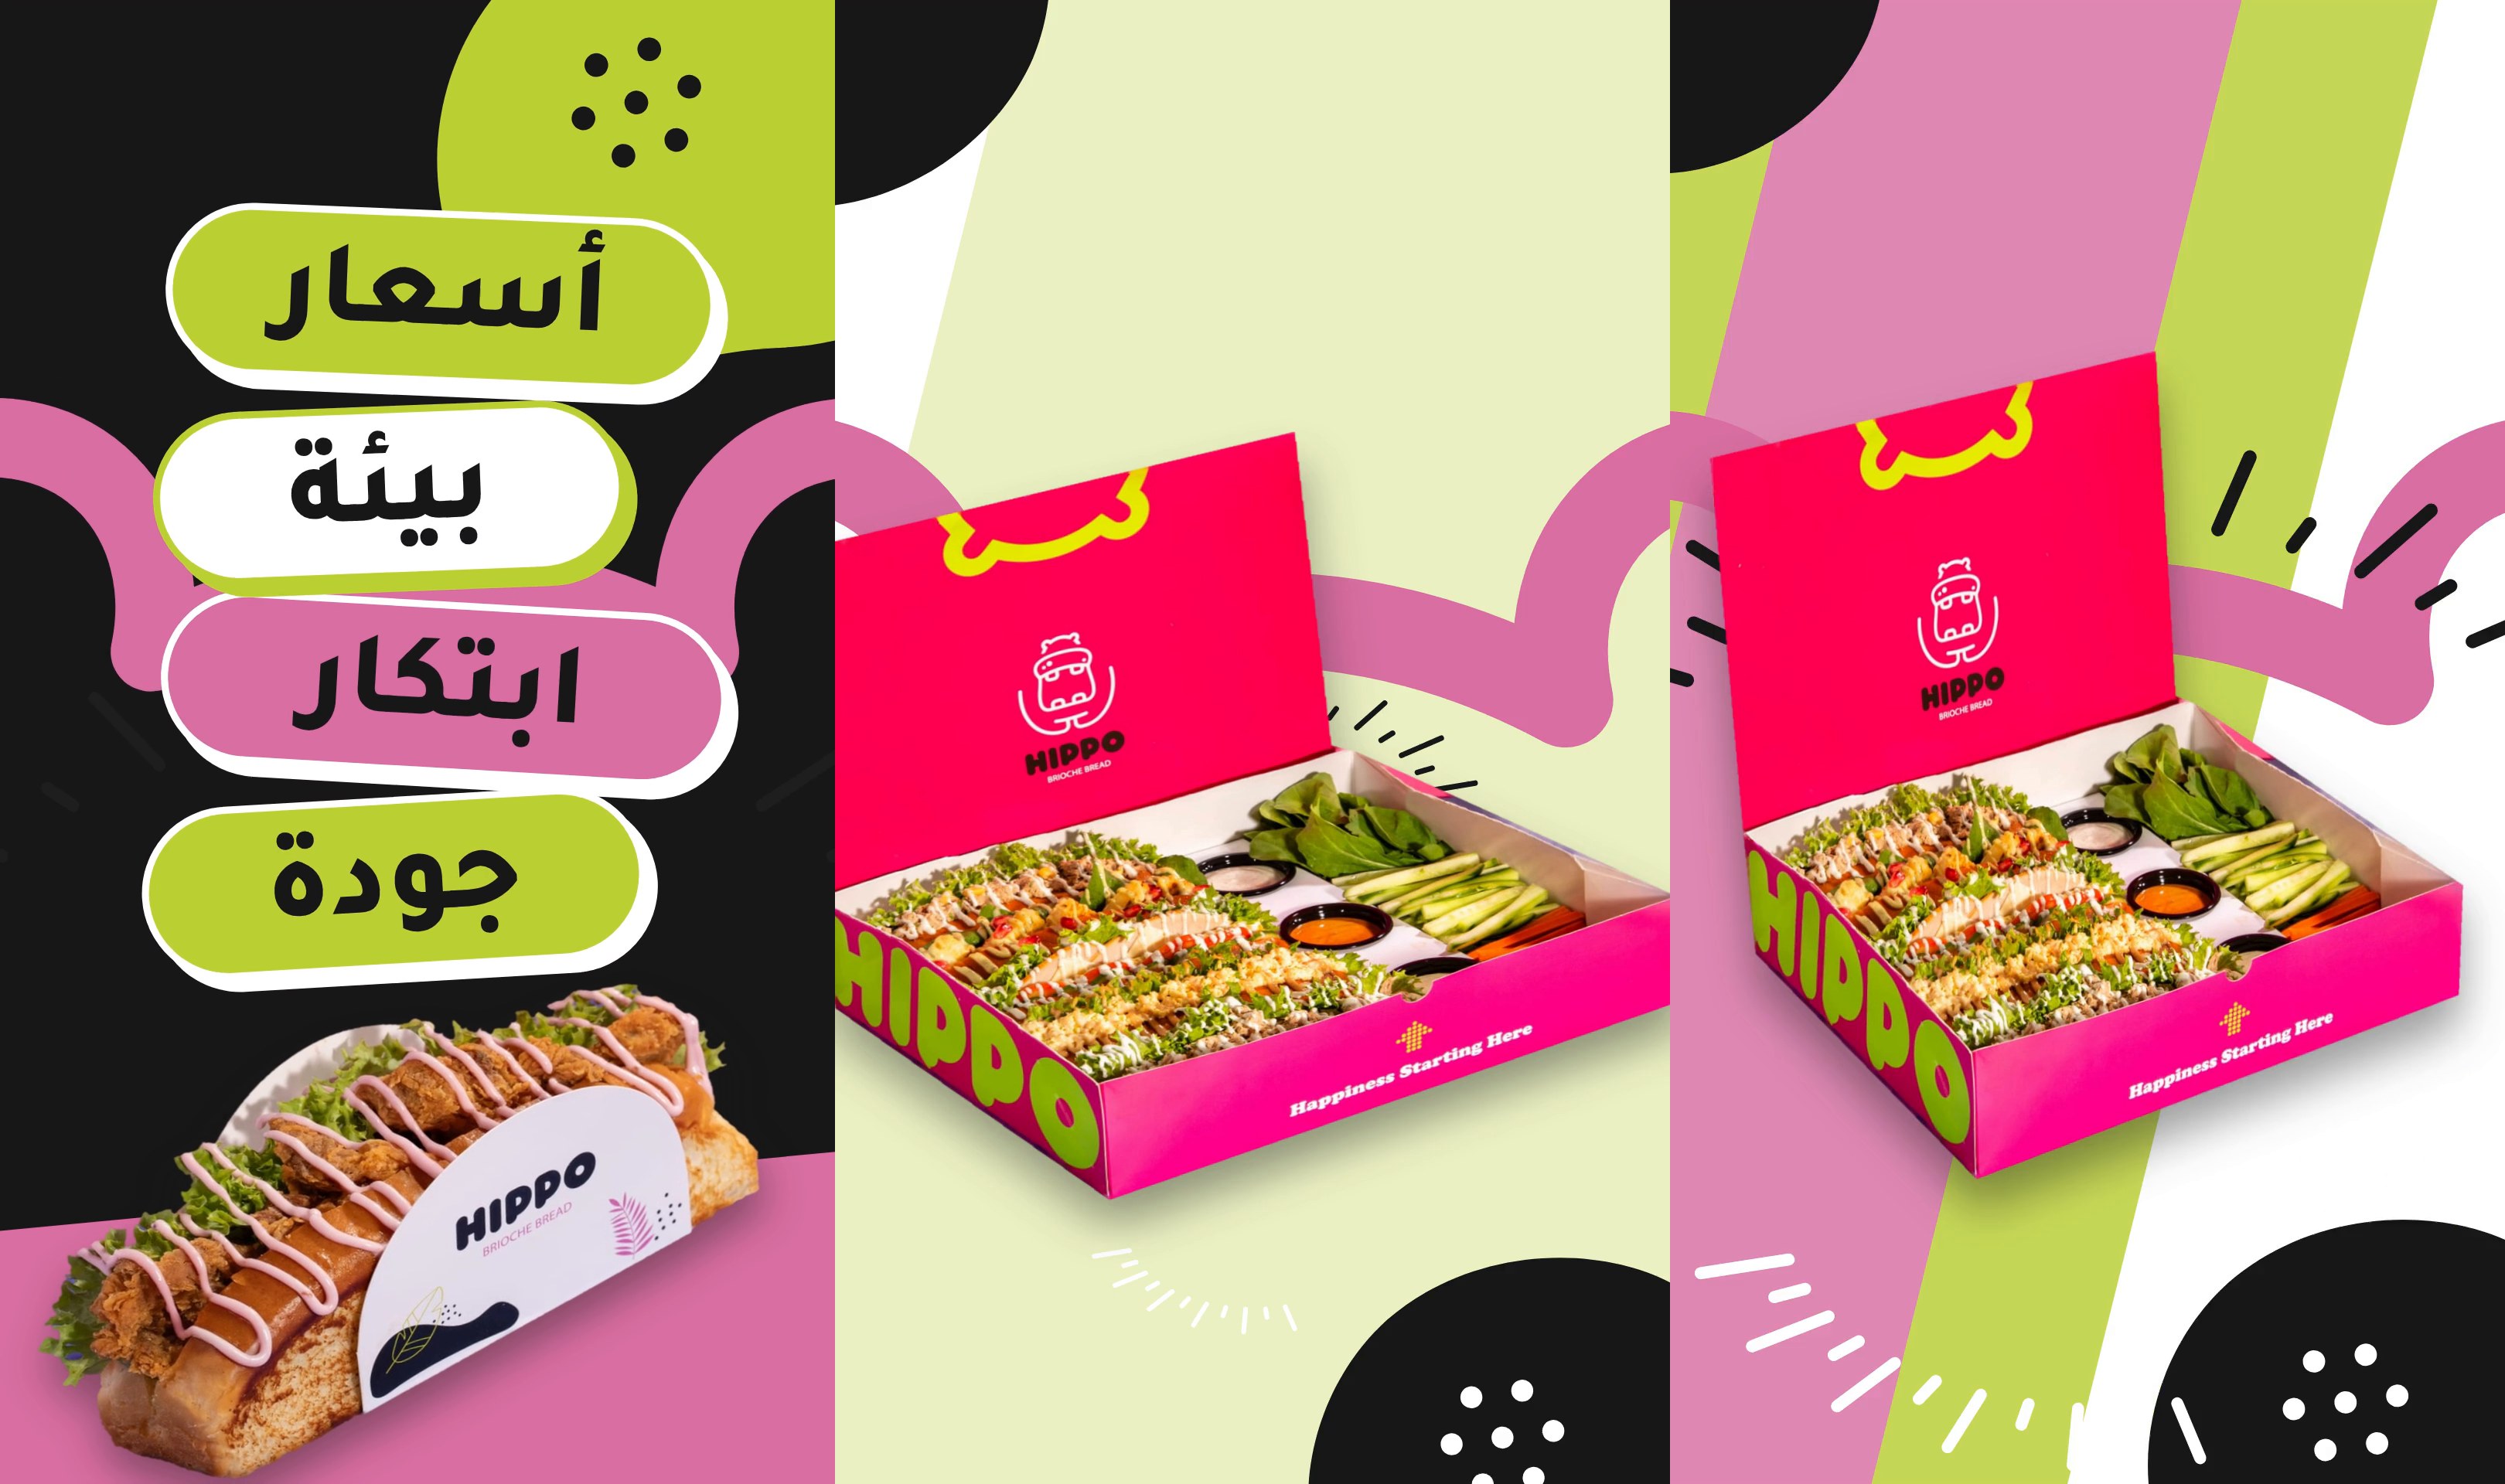 أسعار
بيئة
ابتكار
جودة
HIPPO
BRIOCHE BREAD
HIPPO
BRIOCHE BREAD
HIPPO
Happiness Starting Here
HIPPO
BRIOCHE BREAD
HIPPO
Happiness Starting Here